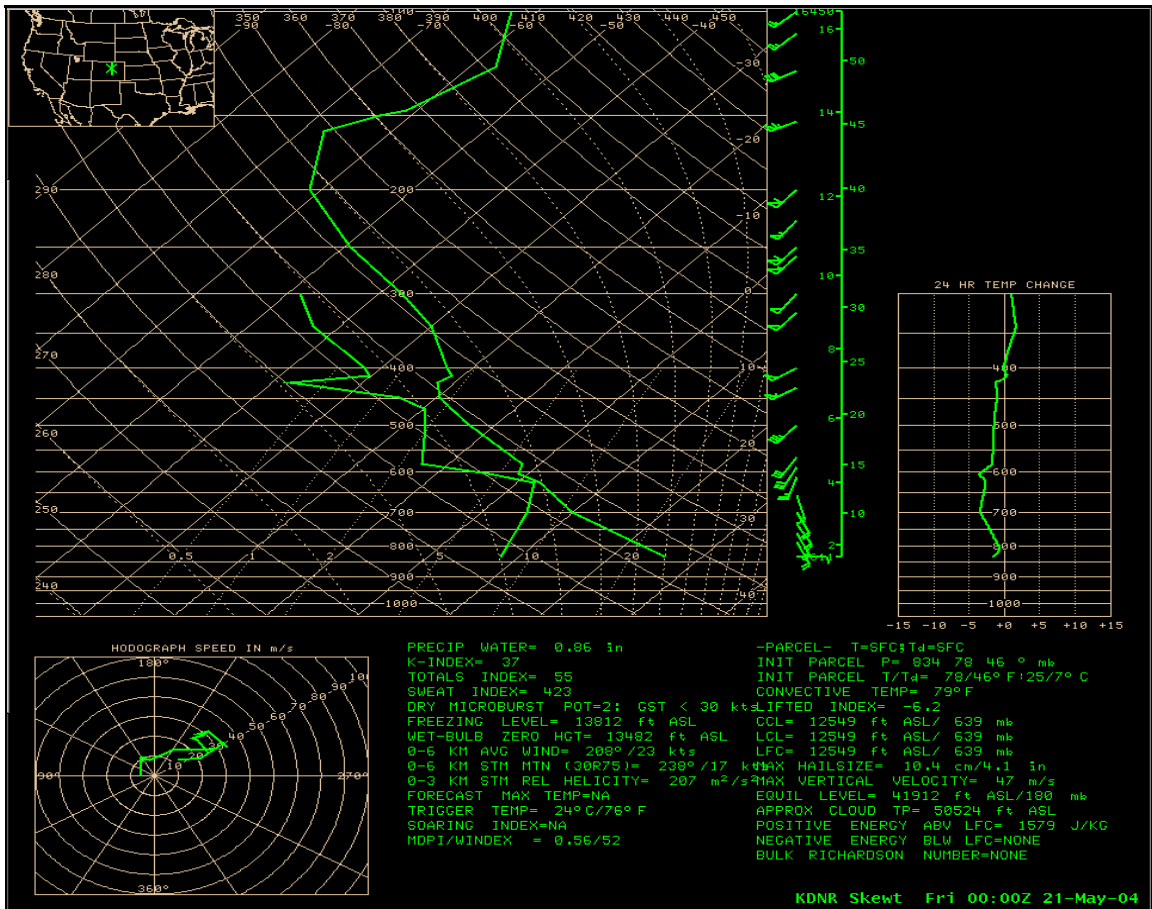 350 360 370 380 390 400 410 420 430 440 450
-90 -80 -70 -60 -50 -40
16450
16
50
-30
14
45
-20
290
200
12
40
-10
35
280
10
0
300
30
24 HR TEMP CHANGE
270
8
400
10
25
400
260
500
6
20
500
20
600
15
600
4
250
700
10
700
0.5 1 2 5 10 20
30
800
2
800
900
900
240
1000
40
1000
-15 -10 -5 +0 +5 +10 +15
HODOGRAPH SPEED IN m/s
180°
10 20 30 40 50 60 70 80 90 100
90°
270°
360°
PRECIP WATER= 0.86 in
K-INDEX= 37
TOTALS INDEX= 55
SWEAT INDEX= 423
DRY MICROBURST POT=2: GST < 30 kts
FREEZING LEVEL= 13812 ft ASL
WET-BULB ZERO HGT= 13482 ft ASL
0-6 KM AVG WIND= 208°/23 kts
0-6 KM STM MTN (30R75)= 238°/17 kts
0-3 KM STM REL HELICITY= 207 m²/s²
FORECAST MAX TEMP=NA
TRIGGER TEMP= 24°C/76°F
SOARING INDEX=NA
MDPI/WINDEX = 0.56/52
-PARCEL- T=SFC;Td=SFC
INIT PARCEL P= 834 78 46 ° mb
INIT PARCEL T/Td= 78/46°F;25/7°C
CONVECTIVE TEMP= 79°F
LIFTED INDEX= -6.2
CCL= 12549 ft ASL/ 639 mb
LCL= 12549 ft ASL/ 639 mb
LFC= 12549 ft ASL/ 639 mb
MAX HAILSIZE= 10.4 cm/4.1 in
MAX VERTICAL VELOCITY= 47 m/s
EQUIL LEVEL= 41912 ft ASL/180 mb
APPROX CLOUD TP= 50524 ft ASL
POSITIVE ENERGY ABV LFC= 1579 J/KG
NEGATIVE ENERGY BLW LFC=NONE
BULK RICHARDSON NUMBER=NONE
KDNR Skewt Fri 00:00Z 21-May-04